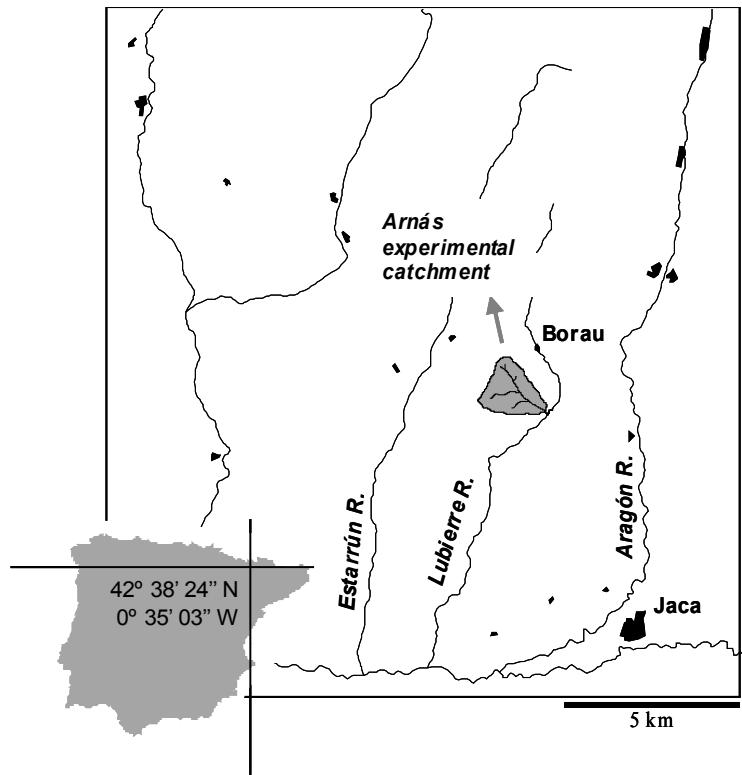 Arnás
experimental
catchment
Borau
Estarrún R.
Lubierre R.
Aragón R.
42º 38’ 24’’ N
0º 35’ 03’’ W
Jaca
5 km